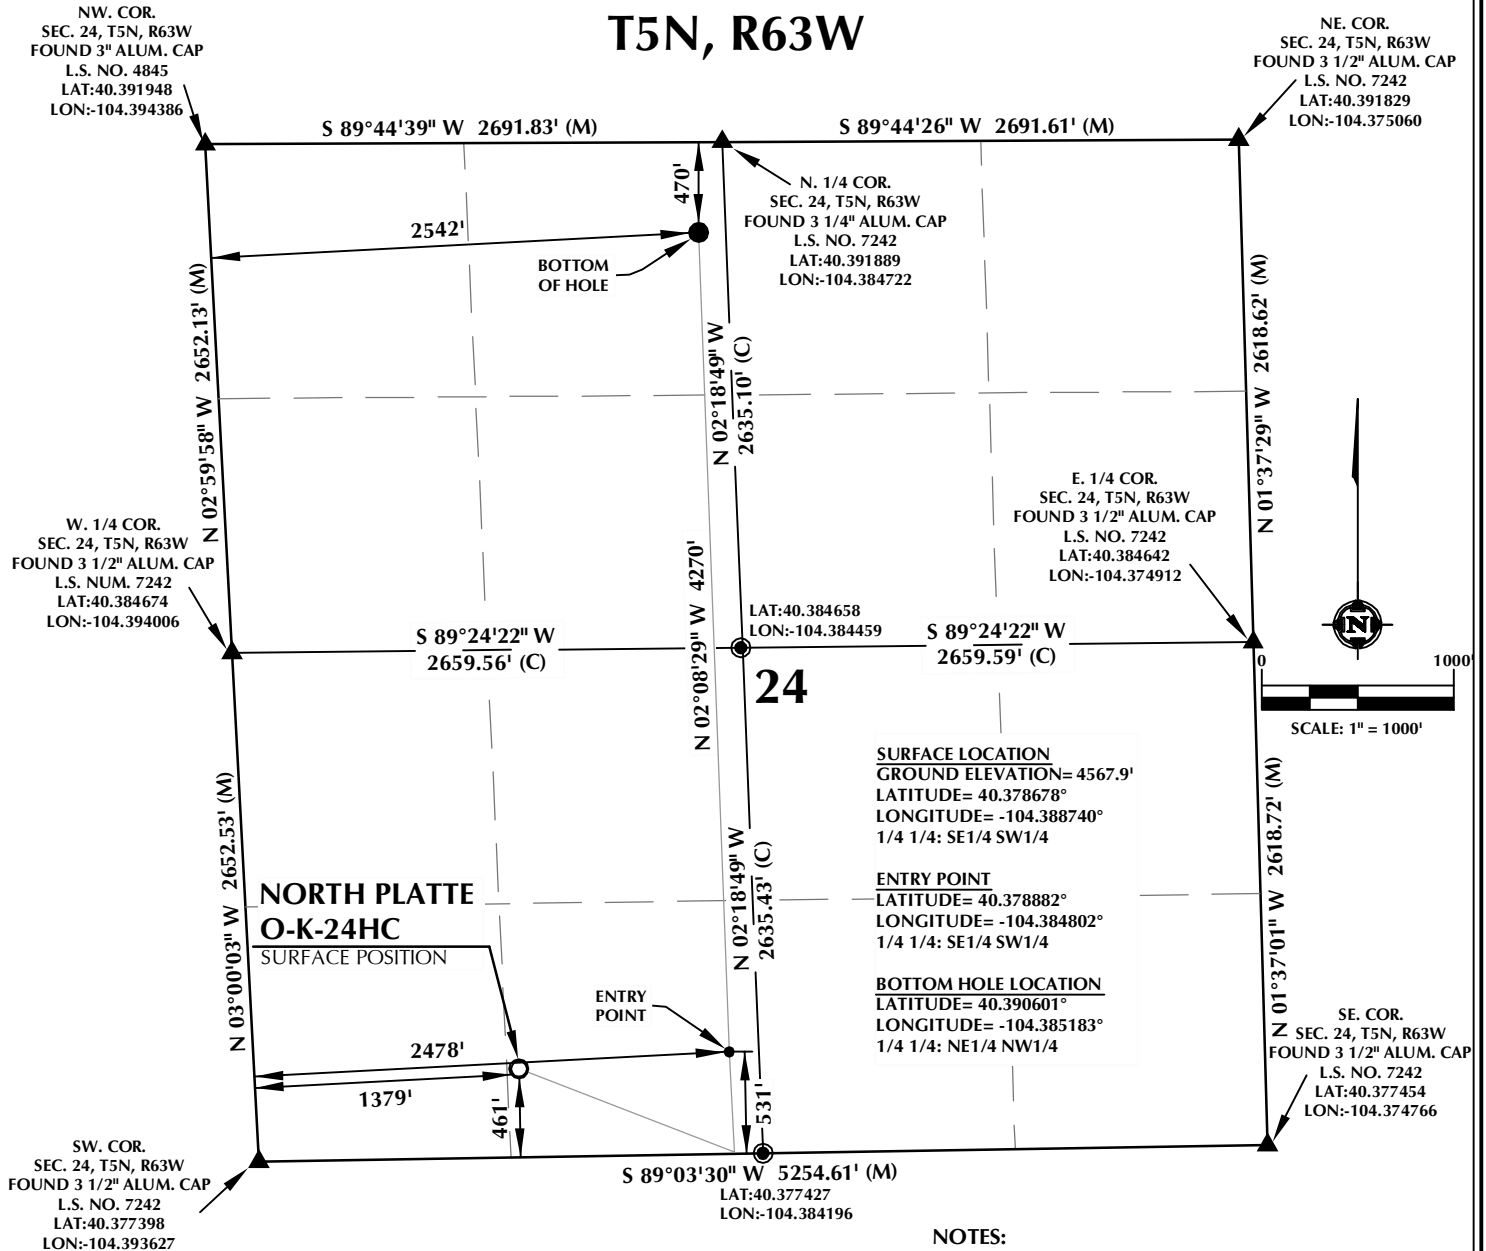 T5N, R63W
NW. COR.
SEC. 24, T5N, R63W
FOUND 3" ALUM. CAP
L.S. NO. 4845
LAT:40.391948
LON:-104.394386
NE. COR.
SEC. 24, T5N, R63W
FOUND 3 1/2" ALUM. CAP
L.S. NO. 7242
LAT:40.391829
LON:-104.375060
S 89°44'39" W 2691.83' (M)
S 89°44'26" W 2691.61' (M)
470'
N. 1/4 COR.
SEC. 24, T5N, R63W
FOUND 3 1/4" ALUM. CAP
L.S. NO. 7242
LAT:40.391889
LON:-104.384722
2542'
BOTTOM
OF HOLE
N 02°59'58" W 2652.13' (M)
N 02°18'49" W
2635.10' (C)
N 01°37'29" W 2618.62' (M)
W. 1/4 COR.
SEC. 24, T5N, R63W
FOUND 3 1/2" ALUM. CAP
L.S. NUM. 7242
LAT:40.384674
LON:-104.394006
E. 1/4 COR.
SEC. 24, T5N, R63W
FOUND 3 1/2" ALUM. CAP
L.S. NO. 7242
LAT:40.384642
LON:-104.374912
N 02°08'29" W 4270'
LAT:40.384658
LON:-104.384459
S 89°24'22" W
2659.56' (C)
S 89°24'22" W
2659.59' (C)
24
N
0 1000'
SCALE: 1" = 1000'
SURFACE LOCATION
GROUND ELEVATION= 4567.9'
LATITUDE= 40.378678°
LONGITUDE= -104.388740°
1/4 1/4: SE1/4 SW1/4
ENTRY POINT
LATITUDE= 40.378882°
LONGITUDE= -104.384802°
1/4 1/4: SE1/4 SW1/4
BOTTOM HOLE LOCATION
LATITUDE= 40.390601°
LONGITUDE= -104.385183°
1/4 1/4: NE1/4 NW1/4
N 03°00'03" W 2652.53' (M)
N 02°18'49" W
2635.43' (C)
N 01°37'01" W 2618.72' (M)
NORTH PLATTE
O-K-24HC
SURFACE POSITION
ENTRY
POINT
2478'
1379'
461'
531'
SE. COR.
SEC. 24, T5N, R63W
FOUND 3 1/2" ALUM. CAP
L.S. NO. 7242
LAT:40.377454
LON:-104.374766
SW. COR.
SEC. 24, T5N, R63W
FOUND 3 1/2" ALUM. CAP
L.S. NO. 7242
LAT:40.377398
LON:-104.393627
S 89°03'30" W 5254.61' (M)
LAT:40.377427
LON:-104.384196
NOTES: